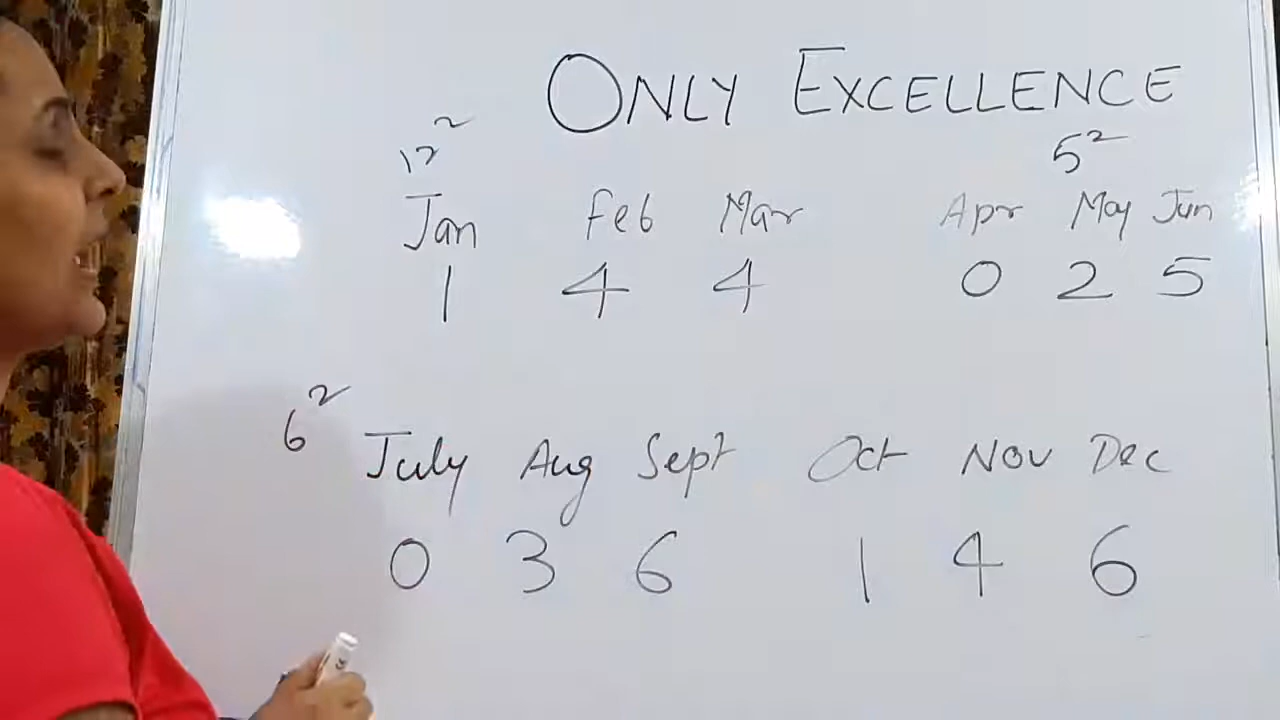 ONLY EXCELLENCE
12² 5²
Jan Feb Mar Apr May Jun
1 4 4 0 2 5
6² July Aug Sept Oct Nov Dec
0 3 6 1 4 6